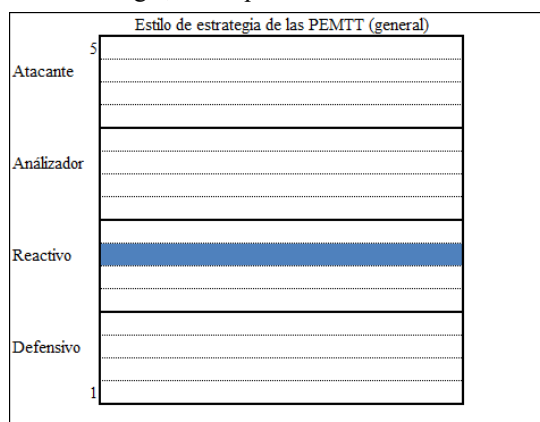 Estilo de estrategia de las PEMTT (general)
5
Atacante
Análizador
Reactivo
Defensivo
1